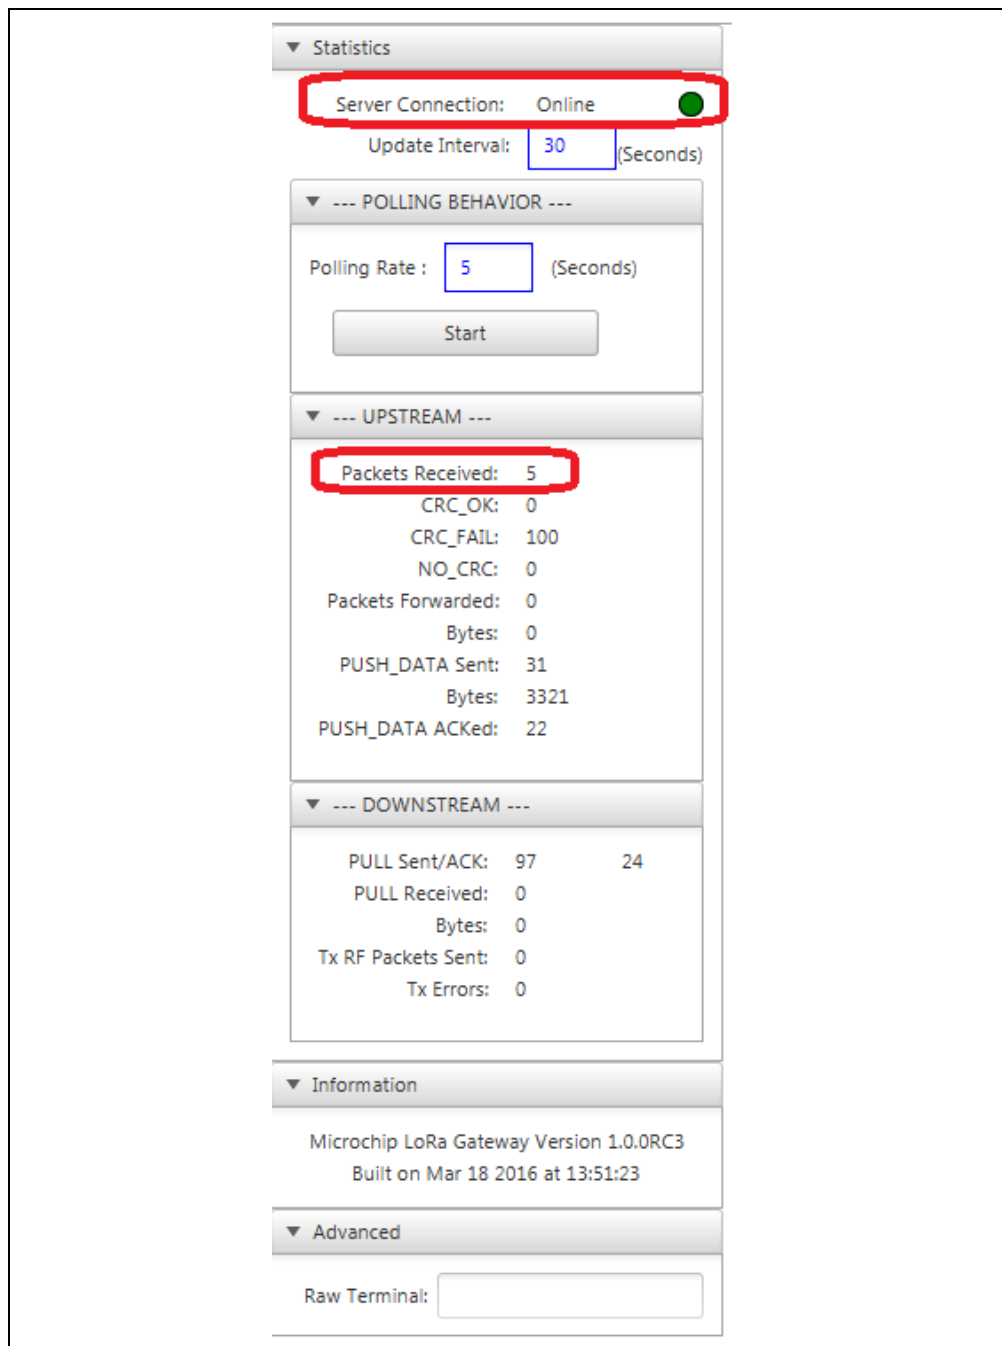 Statistics
Server Connection: Online
Update Interval: 30 (Seconds)
--- POLLING BEHAVIOR ---
Polling Rate : 5 (Seconds)
Start
--- UPSTREAM ---
Packets Received: 5
CRC_OK: 0
CRC_FAIL: 100
NO_CRC: 0
Packets Forwarded: 0
Bytes: 0
PUSH_DATA Sent: 31
Bytes: 3321
PUSH_DATA ACKed: 22
--- DOWNSTREAM ---
PULL Sent/ACK: 97 24
PULL Received: 0
Bytes: 0
Tx RF Packets Sent: 0
Tx Errors: 0
Information
Microchip LoRa Gateway Version 1.0.0RC3
Built on Mar 18 2016 at 13:51:23
Advanced
Raw Terminal: